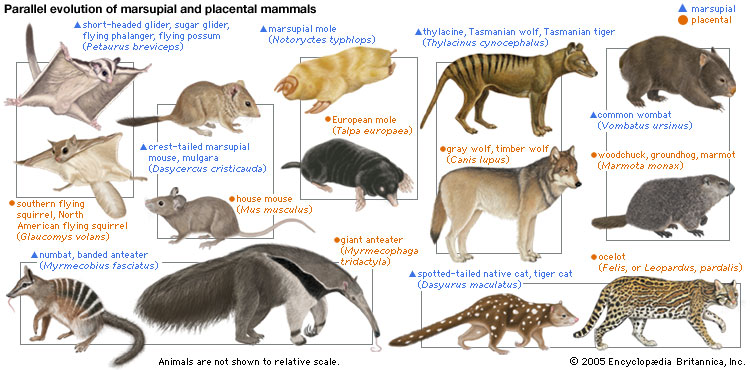 Parallel evolution of marsupial and placental mammals
▲ marsupial
● placental
▲ short-headed glider, sugar glider,
flying phalanger, flying possum
(Petaurus breviceps)
▲ marsupial mole
(Notoryctes typhlops)
▲ thylacine, Tasmanian wolf, Tasmanian tiger
(Thylacinus cynocephalus)
● European mole
(Talpa europaea)
▲ common wombat
(Vombatus ursinus)
▲ crest-tailed marsupial
mouse, mulgara
(Dasycercus cristicauda)
● gray wolf, timber wolf
(Canis lupus)
● woodchuck, groundhog, marmot
(Marmota monax)
● southern flying
squirrel, North
American flying squirrel
(Glaucomys volans)
● house mouse
(Mus musculus)
● giant anteater
(Myrmecophaga
tridactyla)
▲ numbat, banded anteater
(Myrmecobius fasciatus)
▲ spotted-tailed native cat, tiger cat
(Dasyurus maculatus)
● ocelot
(Felis, or Leopardus, pardalis)
Animals are not shown to relative scale.
© 2005 Encyclopædia Britannica, Inc.